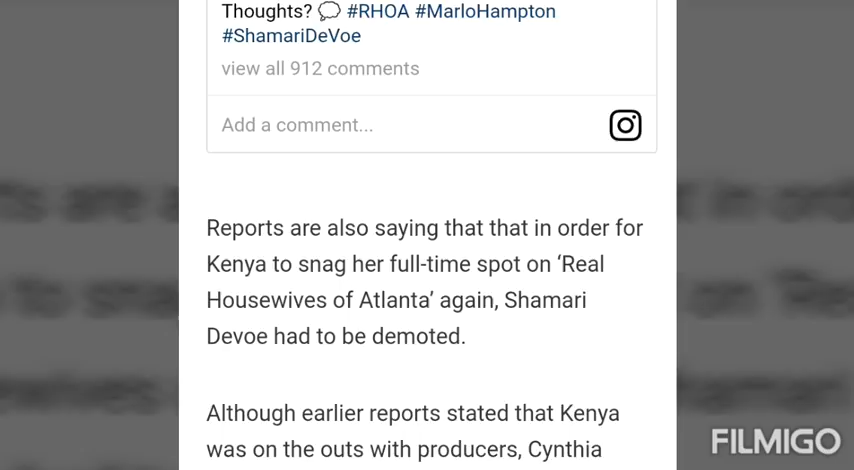 Thoughts? 💭 #RHOA #MarloHampton
#ShamariDeVoe
view all 912 comments
Add a comment...
Reports are also saying that that in order for
Kenya to snag her full-time spot on ‘Real
Housewives of Atlanta’ again, Shamari
Devoe had to be demoted.
Although earlier reports stated that Kenya
was on the outs with producers, Cynthia
FILMIGO